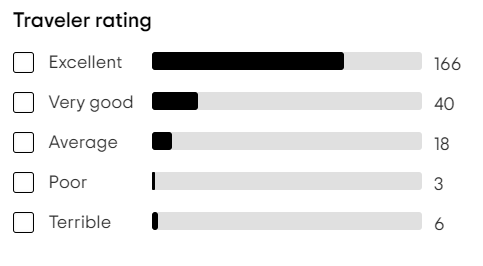 Traveler rating
Excellent 166
Very good 40
Average 18
Poor 3
Terrible 6